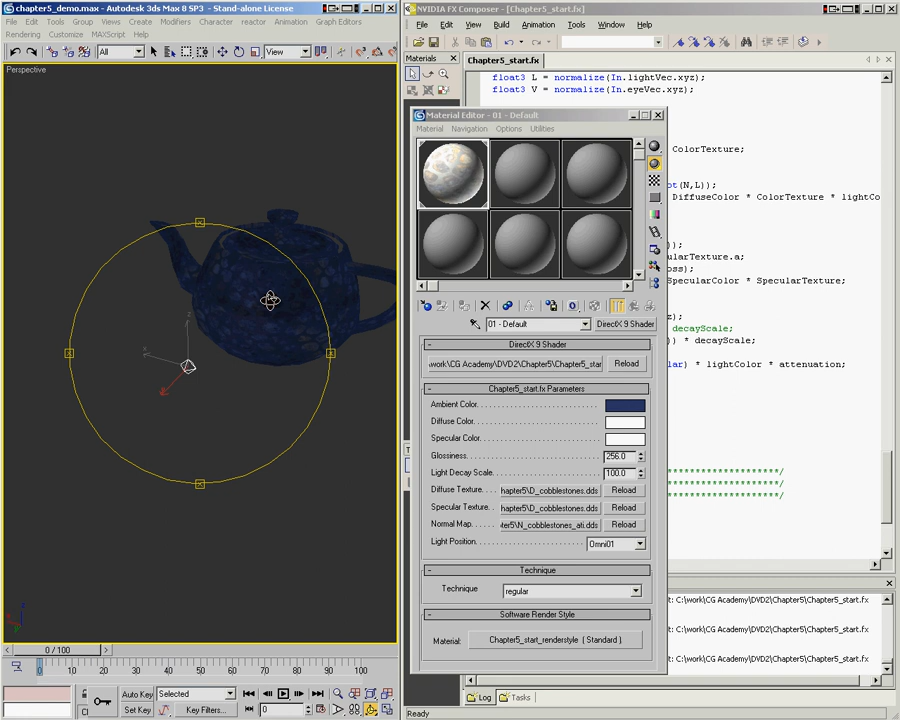 chapter5_demo.max - Autodesk 3ds Max 8 SP3 - Stand-alone License
File Edit Tools Group Views Create Modifiers Character reactor Animation Graph Editors
Rendering Customize MAXScript Help
All View
Perspective
x z
0 / 100
0 10 20 30 40 50 60 70 80 90 100
Auto Key Selected
Set Key Key Filters... 0
NVIDIA FX Composer - [Chapter5_start.fx]
File Edit View Build Animation Tools Window Help
Materials
Chapter5_start.fx
float3 L = normalize(In.lightVec.xyz);
float3 V = normalize(In.eyeVec.xyz);
ColorTexture;
ot(N,L));
DiffuseColor * ColorTexture * lightCo
));
ularTexture.a;
oss);
SpecularColor * SpecularTexture;
z);
decayScale;
)) * decayScale;
lar) * lightColor * attenuation;
*********************/
*********************/
*********************/
Material Editor - 01 - Default
Material Navigation Options Utilities
01 - Default DirectX 9 Shader
DirectX 9 Shader
work\CG Academy\DVD2\Chapter5\Chapter5_star Reload
Chapter5_start.fx Parameters
Ambient Color
Diffuse Color
Specular Color
Glossiness 256.0
Light Decay Scale 100.0
Diffuse Texture hapter5\D_cobblestones.dds Reload
Specular Texture hapter5\D_cobblestones.dds Reload
Normal Map ter5\N_cobblestones_ati.dds Reload
Light Position Omni01
Technique
Technique regular
Software Render Style
Material: Chapter5_start_renderstyle ( Standard )
t: C:\work\CG Academy\DVD2\Chapter5\Chapter5_start.fx
t: C:\work\CG Academy\DVD2\Chapter5\Chapter5_start.fx
t: C:\work\CG Academy\DVD2\Chapter5\Chapter5_start.fx
Log Tasks
Ready